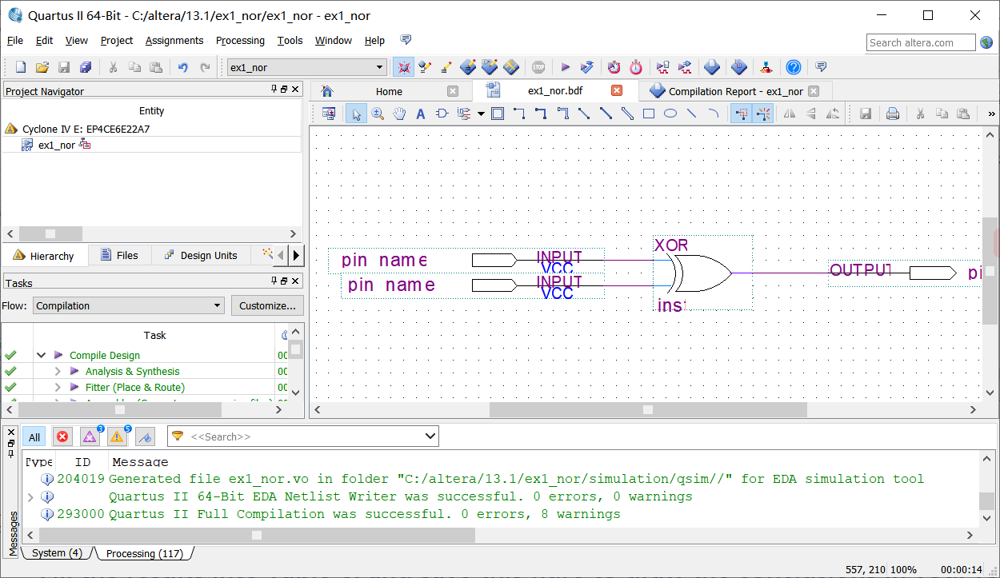 Quartus II 64-Bit - C:/altera/13.1/ex1_nor/ex1_nor - ex1_nor
File Edit View Project Assignments Processing Tools Window Help
Search altera.com
ex1_nor
Project Navigator
Home
ex1_nor.bdf
Compilation Report - ex1_nor
Entity
Cyclone IV E: EP4CE6E22A7
ex1_nor
Hierarchy
Files
Design Units
Tasks
Flow: Compilation
Customize...
Task
Compile Design 00
Analysis & Synthesis 00
Fitter (Place & Route) 00
XOR
pin_name INPUT
VCC
OUTPUT pi
pin_name INPUT
VCC
inst
All
3
5
<<Search>>
Type ID Message
204019 Generated file ex1_nor.vo in folder "C:/altera/13.1/ex1_nor/simulation/qsim//" for EDA simulation tool
Quartus II 64-Bit EDA Netlist Writer was successful. 0 errors, 0 warnings
293000 Quartus II Full Compilation was successful. 0 errors, 8 warnings
Messages
System (4)
Processing (117)
557, 210 100% 00:00:14